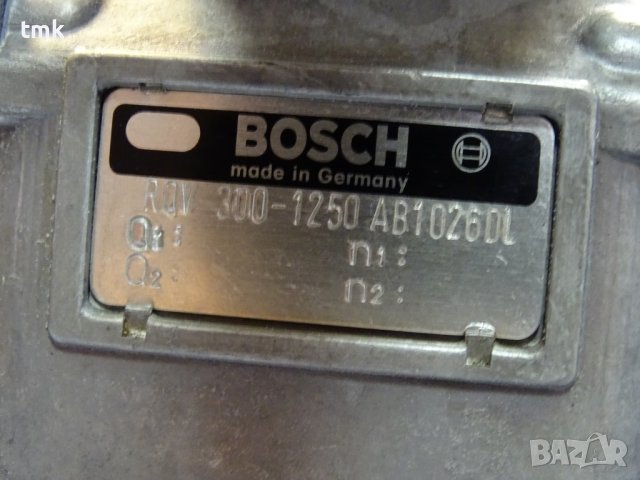 tmk
BOSCH
made in Germany
RQV 300-1250 AB1026DL
Q1:
n1:
Q2:
n2:
BAZAR